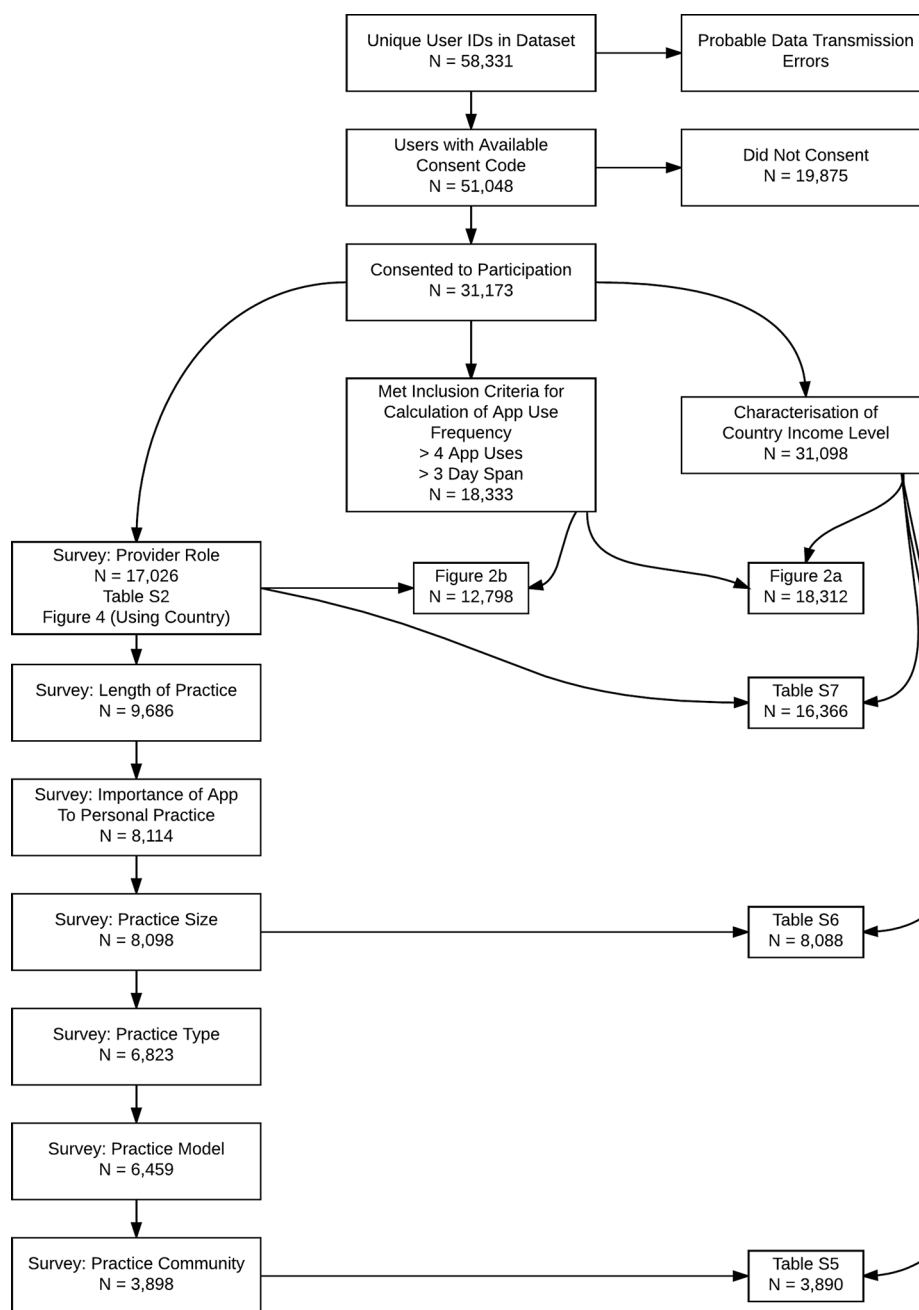 Unique User IDs in Dataset
N = 58,331
Probable Data Transmission
Errors
Users with Available
Consent Code
N = 51,048
Did Not Consent
N = 19,875
Consented to Participation
N = 31,173
Met Inclusion Criteria for
Calculation of App Use
Frequency
> 4 App Uses
> 3 Day Span
N = 18,333
Characterisation of
Country Income Level
N = 31,098
Survey: Provider Role
N = 17,026
Table S2
Figure 4 (Using Country)
Figure 2b
N = 12,798
Figure 2a
N = 18,312
Survey: Length of Practice
N = 9,686
Table S7
N = 16,366
Survey: Importance of App
To Personal Practice
N = 8,114
Survey: Practice Size
N = 8,098
Table S6
N = 8,088
Survey: Practice Type
N = 6,823
Survey: Practice Model
N = 6,459
Survey: Practice Community
N = 3,898
Table S5
N = 3,890